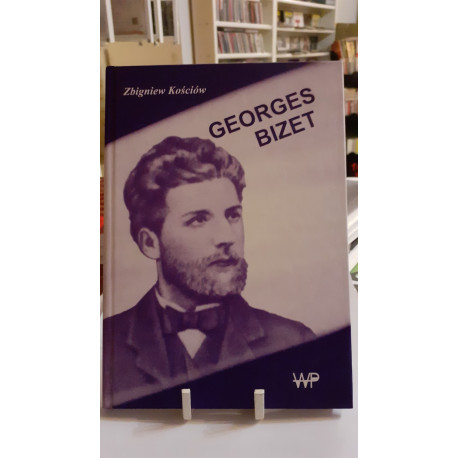 Zbigniew Kościów
GEORGES
BIZET
WP